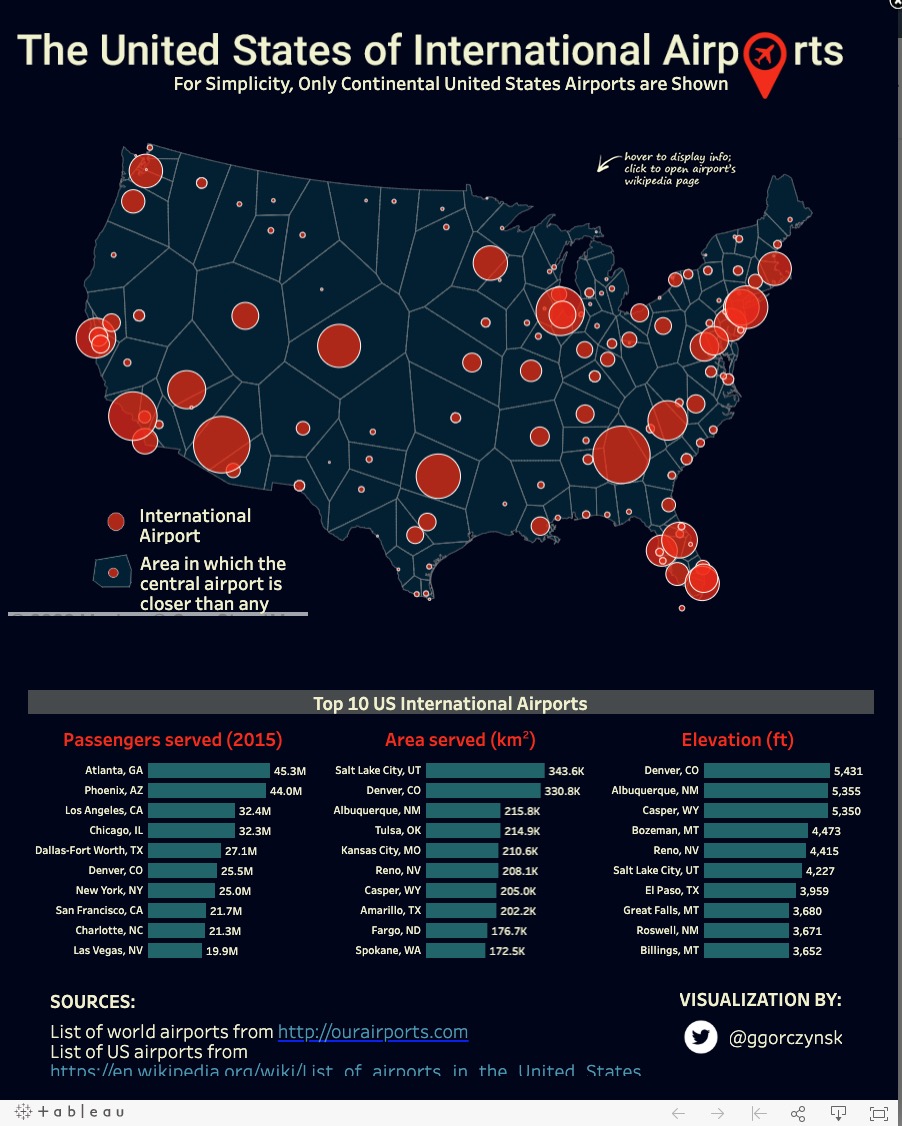 The United States of International Airp rts
For Simplicity, Only Continental United States Airports are Shown
hover to display info;
click to open airport's
wikipedia page
International
Airport
Area in which the
central airport is
closer than any
Top 10 US International Airports
Passengers served (2015)
Atlanta, GA 45.3M
Phoenix, AZ 44.0M
Los Angeles, CA 32.4M
Chicago, IL 32.3M
Dallas-Fort Worth, TX 27.1M
Denver, CO 25.5M
New York, NY 25.0M
San Francisco, CA 21.7M
Charlotte, NC 21.3M
Las Vegas, NV 19.9M
Area served (km²)
Salt Lake City, UT 343.6K
Denver, CO 330.8K
Albuquerque, NM 215.8K
Tulsa, OK 214.9K
Kansas City, MO 210.6K
Reno, NV 208.1K
Casper, WY 205.0K
Amarillo, TX 202.2K
Fargo, ND 176.7K
Spokane, WA 172.5K
Elevation (ft)
Denver, CO 5,431
Albuquerque, NM 5,355
Casper, WY 5,350
Bozeman, MT 4,473
Reno, NV 4,415
Salt Lake City, UT 4,227
El Paso, TX 3,959
Great Falls, MT 3,680
Roswell, NM 3,671
Billings, MT 3,652
SOURCES:
List of world airports from http://ourairports.com
List of US airports from
https://en.wikipedia.org/wiki/List_of_airports_in_the_United_States
VISUALIZATION BY:
@ggorczynsk
+ableau